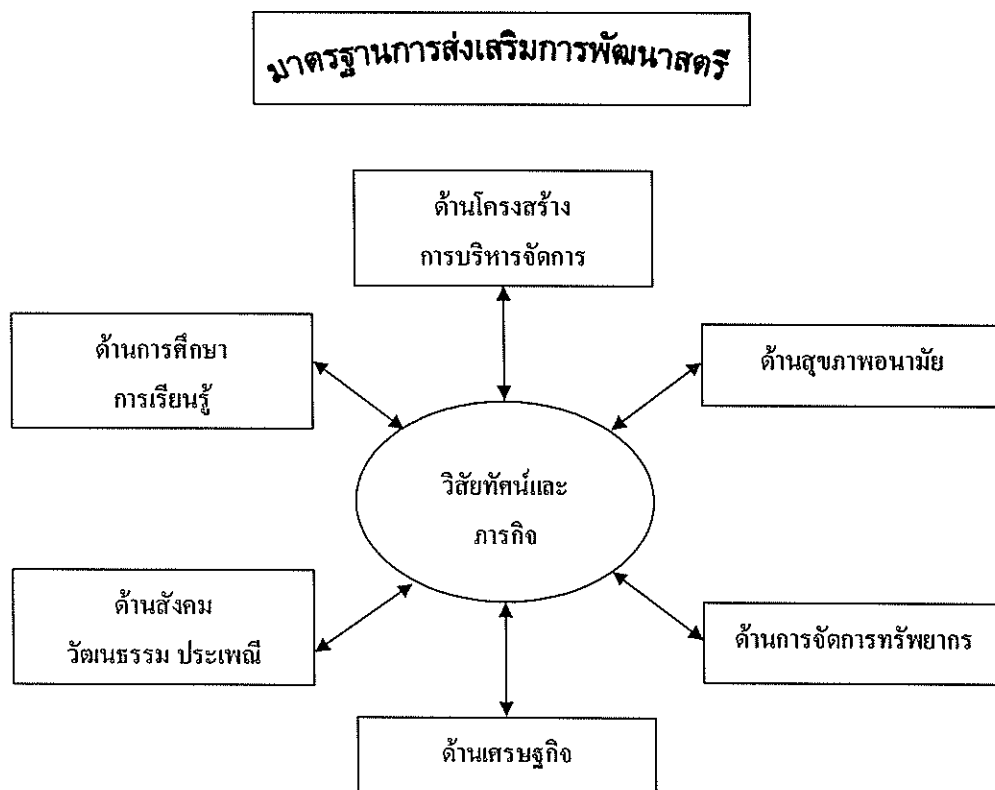 มาตรฐานการส่งเสริมการพัฒนาสตรี
ด้านโครงสร้าง
การบริหารจัดการ
ด้านการศึกษา
การเรียนรู้
ด้านสุขภาพอนามัย
วิสัยทัศน์และ
ภารกิจ
ด้านสังคม
วัฒนธรรม ประเพณี
ด้านการจัดการทรัพยากร
ด้านเศรษฐกิจ